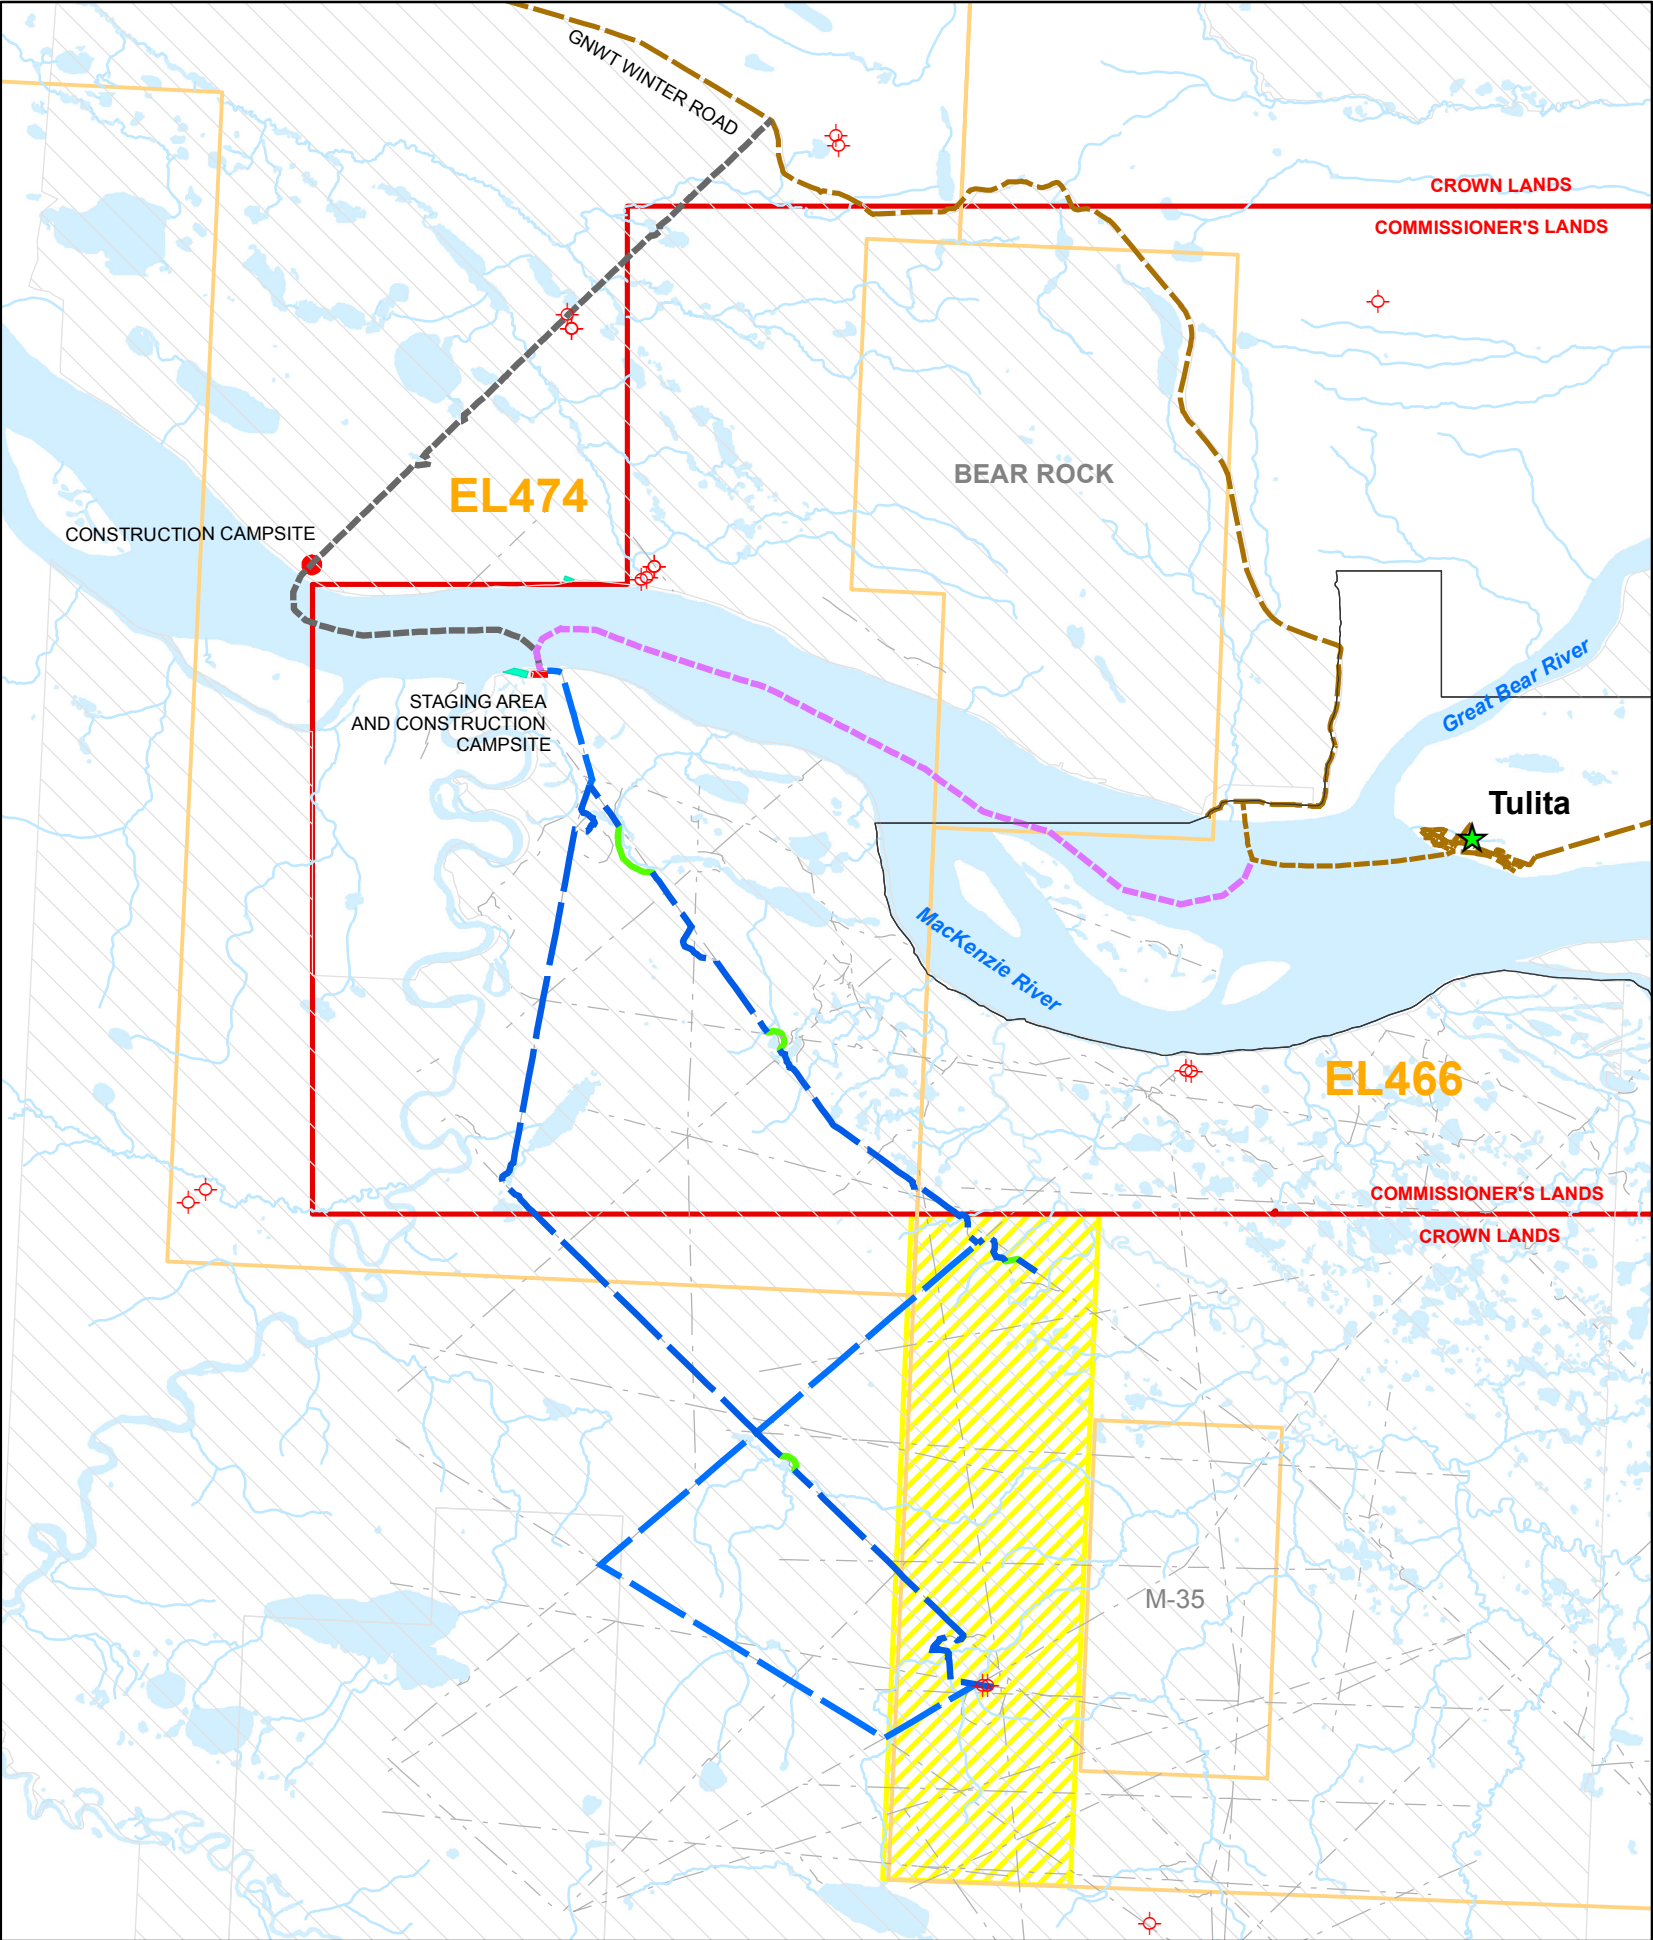 GNWT WINTER ROAD
CROWN LANDS
COMMISSIONER'S LANDS
BEAR ROCK
EL474
CONSTRUCTION CAMPSITE
Great Bear River
STAGING AREA
AND CONSTRUCTION
CAMPSITE
Tulita
MacKenzie River
EL466
COMMISSIONER'S LANDS
CROWN LANDS
M-35